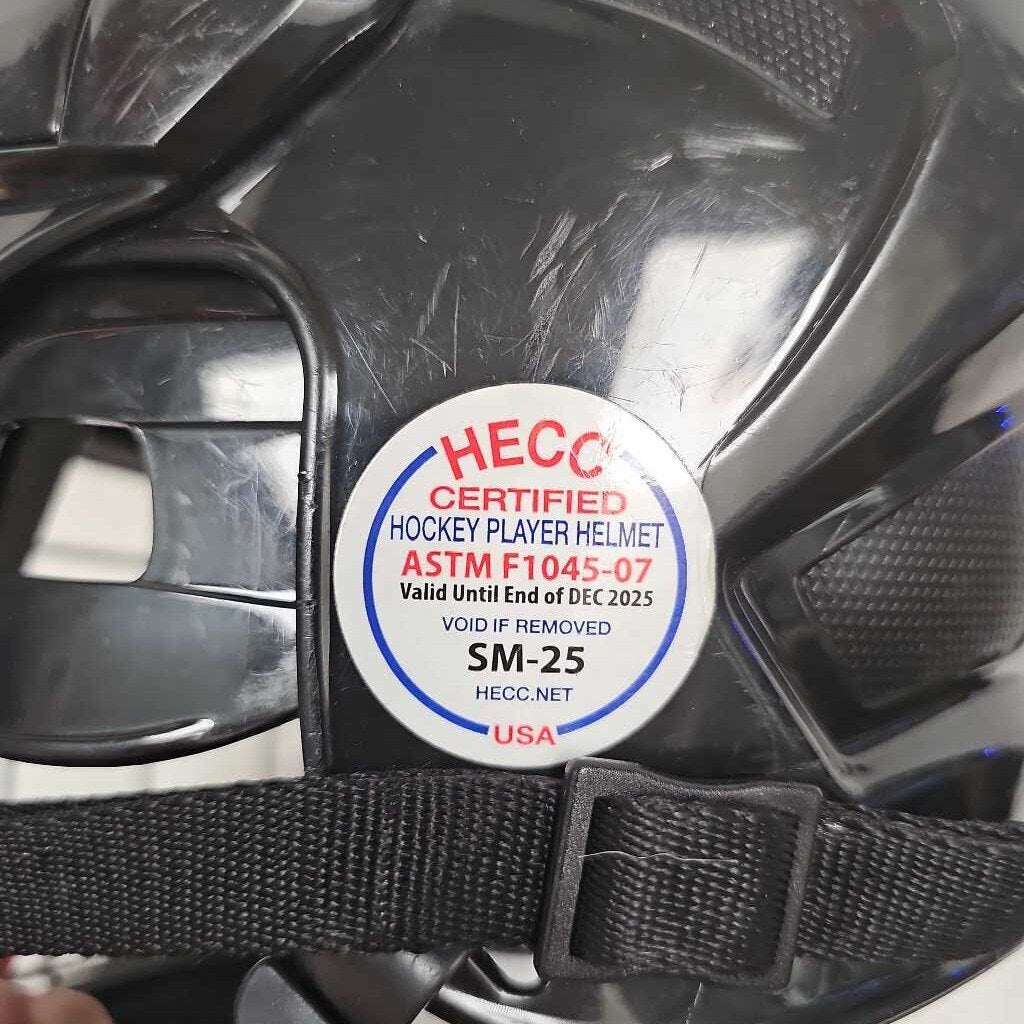 HECC
CERTIFIED
HOCKEY PLAYER HELMET
ASTM F1045-07
Valid Until End of DEC 2025
VOID IF REMOVED
SM-25
HECC.NET
USA